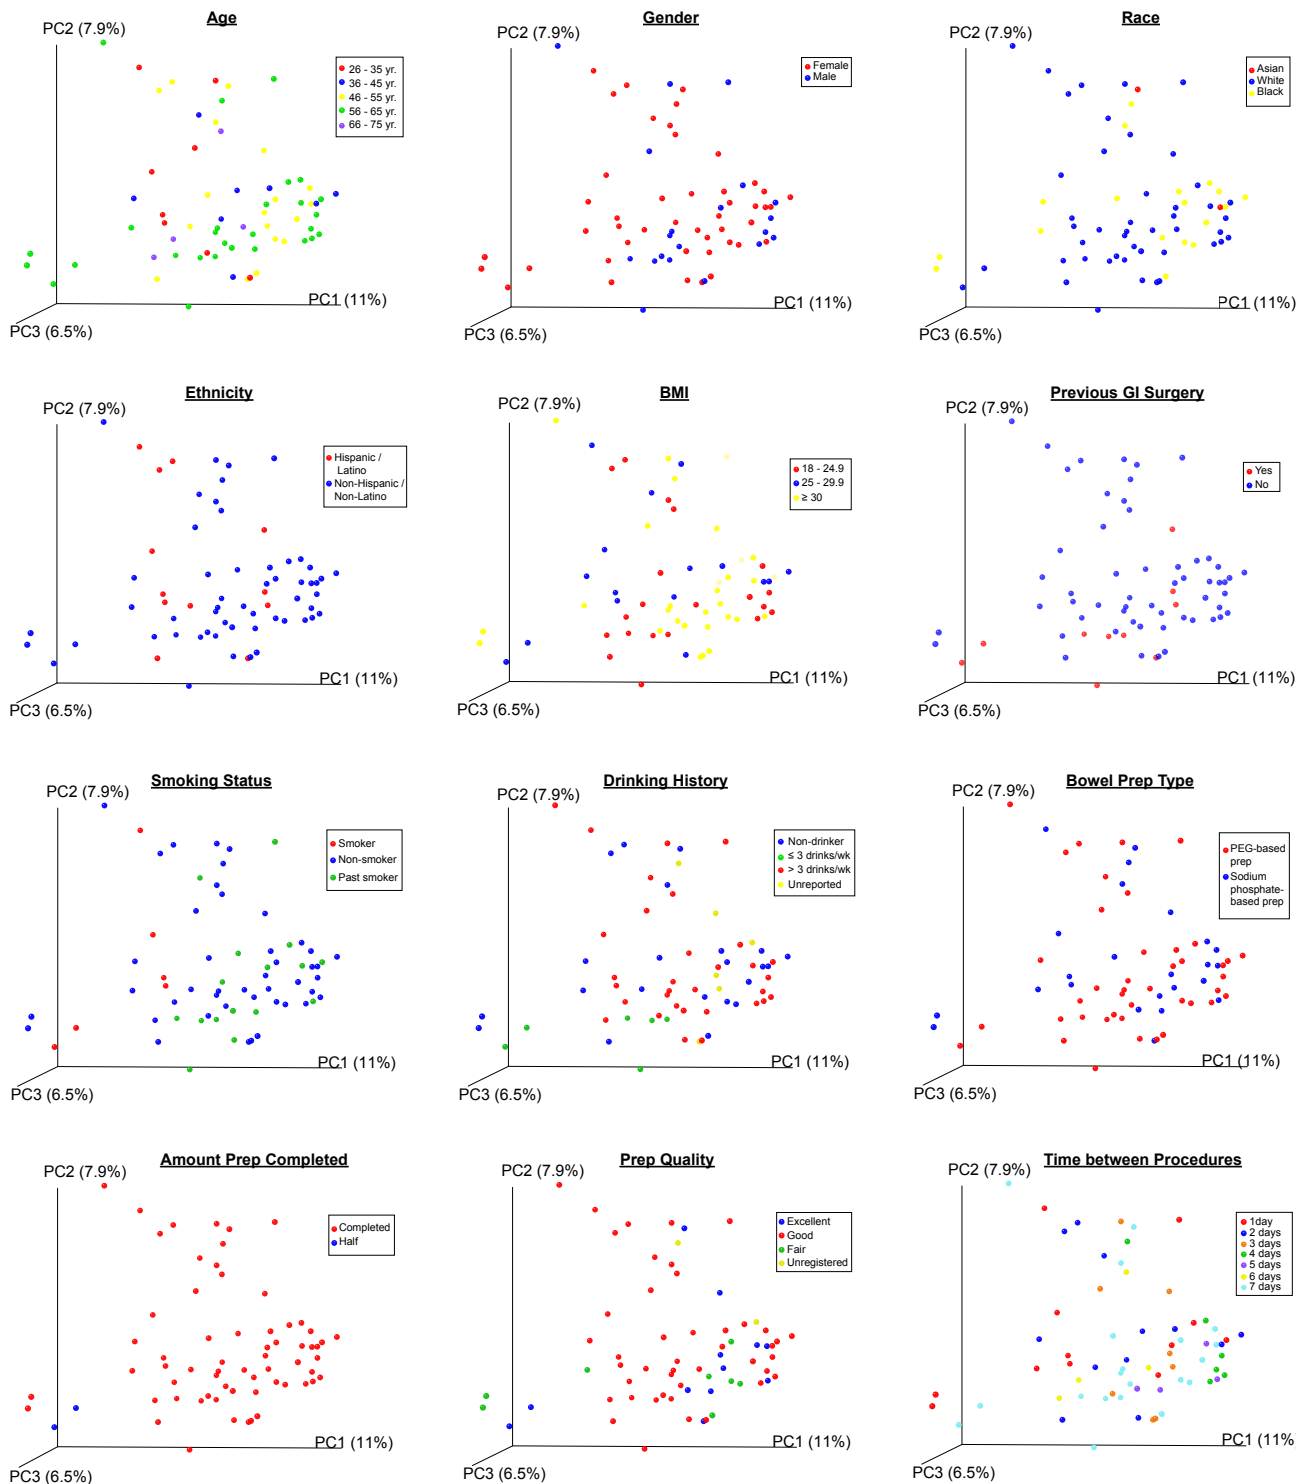 Age
PC2 (7.9%)
26 - 35 yr.
36 - 45 yr.
46 - 55 yr.
56 - 65 yr.
66 - 75 yr.
PC1 (11%)
PC3 (6.5%)
Gender
PC2 (7.9%)
Female
Male
PC1 (11%)
PC3 (6.5%)
Race
PC2 (7.9%)
Asian
White
Black
PC1 (11%)
PC3 (6.5%)
Ethnicity
PC2 (7.9%)
Hispanic /
Latino
Non-Hispanic /
Non-Latino
PC1 (11%)
PC3 (6.5%)
BMI
PC2 (7.9%)
18 - 24.9
25 - 29.9
≥ 30
PC1 (11%)
PC3 (6.5%)
Previous GI Surgery
PC2 (7.9%)
Yes
No
PC1 (11%)
PC3 (6.5%)
Smoking Status
PC2 (7.9%)
Smoker
Non-smoker
Past smoker
PC1 (11%)
PC3 (6.5%)
Drinking History
PC2 (7.9%)
Non-drinker
≤ 3 drinks/wk
> 3 drinks/wk
Unreported
PC1 (11%)
PC3 (6.5%)
Bowel Prep Type
PC2 (7.9%)
PEG-based
prep
Sodium
phosphate-
based prep
PC1 (11%)
PC3 (6.5%)
Amount Prep Completed
PC2 (7.9%)
Completed
Half
PC1 (11%)
PC3 (6.5%)
Prep Quality
PC2 (7.9%)
Excellent
Good
Fair
Unregistered
PC1 (11%)
PC3 (6.5%)
Time between Procedures
PC2 (7.9%)
1day
2 days
3 days
4 days
5 days
6 days
7 days
PC1 (11%)
PC3 (6.5%)